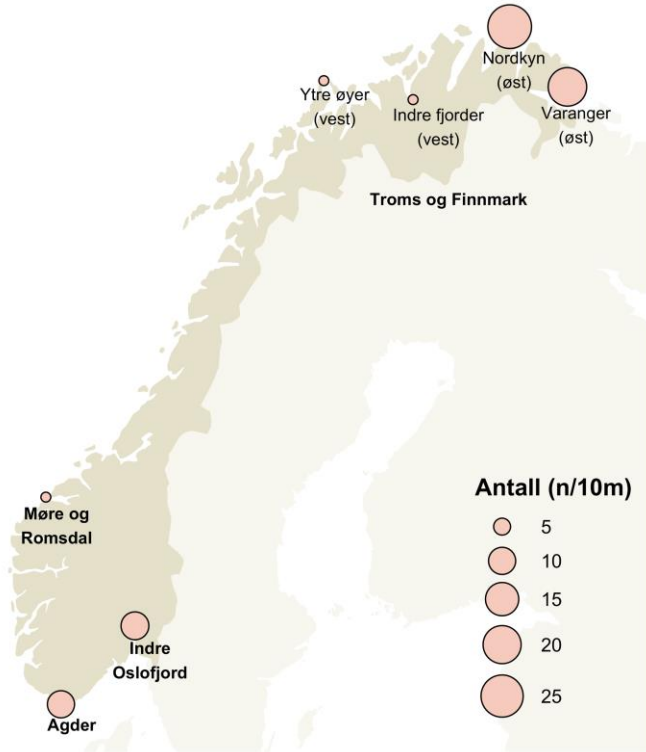 Nordkyn
(øst)
Ytre øyer
(vest)
Indre fjorder
(vest)
Varanger
(øst)
Troms og Finnmark
Antall (n/10m)
5
10
15
20
25
Møre og
Romsdal
Indre
Oslofjord
Agder